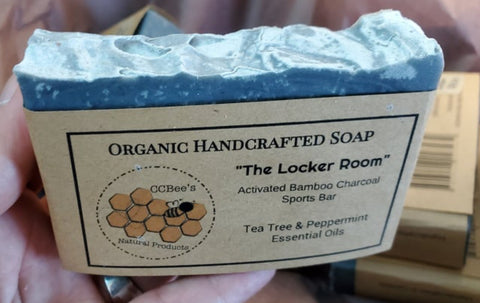 ORGANIC HANDCRAFTED SOAP
"The Locker Room"
Activated Bamboo Charcoal
Sports Bar
Tea Tree & Peppermint
Essential Oils
CCBee's
Natural Products